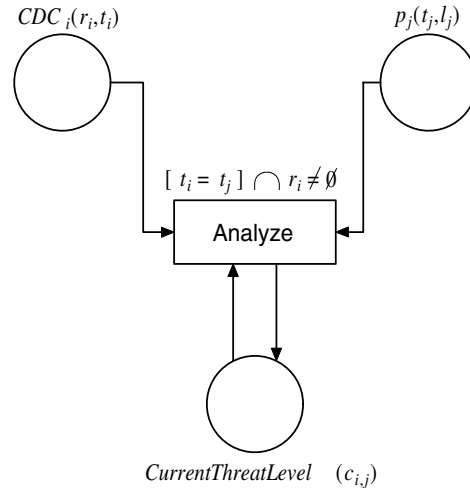 CDC i(ri,ti)
pj(tj,lj)
[ ti = tj ] ∩ ri ≠ ∅
Analyze
CurrentThreatLevel (ci,j)